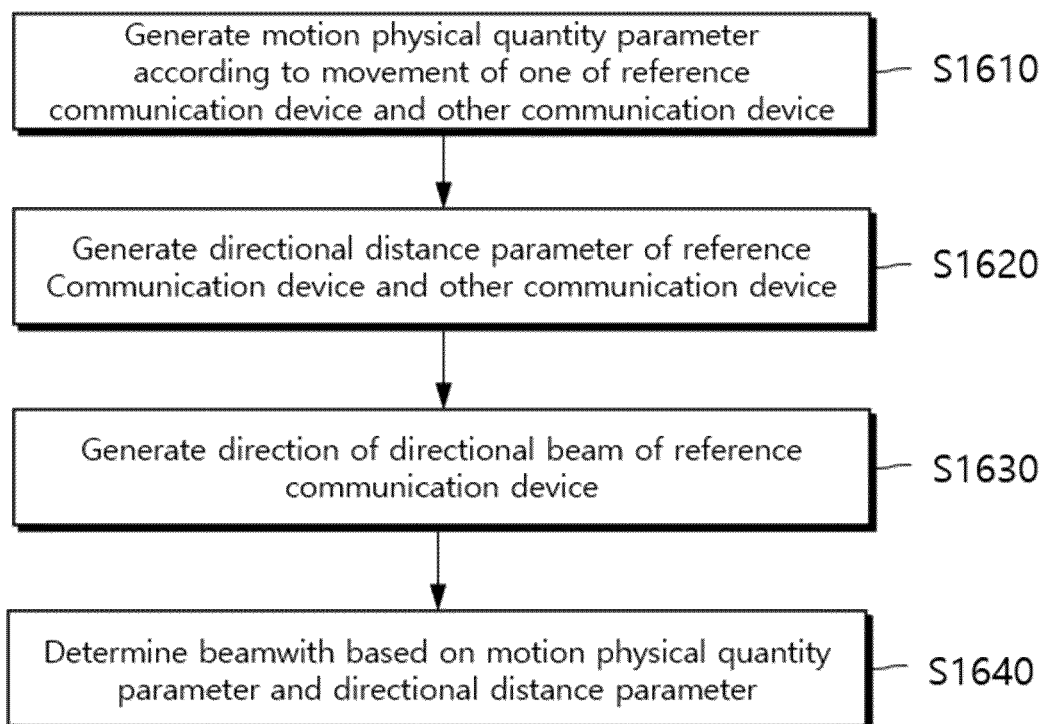 Generate motion physical quantity parameter
according to movement of one of reference
communication device and other communication device
S1610
Generate directional distance parameter of reference
Communication device and other communication device
S1620
Generate direction of directional beam of reference
communication device
S1630
Determine beamwith based on motion physical quantity
parameter and directional distance parameter
S1640